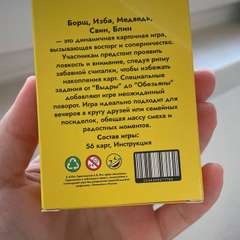 Борщ, Изба, Медведь,
Свин, Блин
— это динамичная карточная игра,
вызывающая восторг и соперничество.
Участникам предстоит проявить
ловкость и внимание, следуя ритму
забавной считалки, чтобы избежать
накопления карт. Специальные
задания от "Выдры" до "Обезьяны"
добавляют игре неожиданный
поворот. Игра идеально подходит для
вечеров в кругу друзей или семейных
посиделок, обещая массу смеха и
радостных моментов.
Состав игры:
56 карт, Инструкция